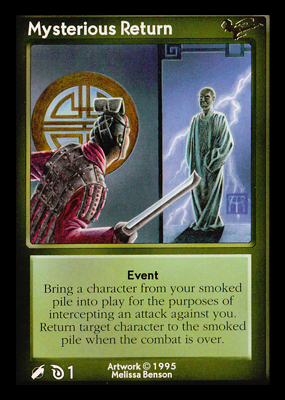 Mysterious Return
Event
Bring a character from your smoked
pile into play for the purposes of
intercepting an attack against you.
Return target character to the smoked
pile when the combat is over.
1
Artwork © 1995
Melissa Benson